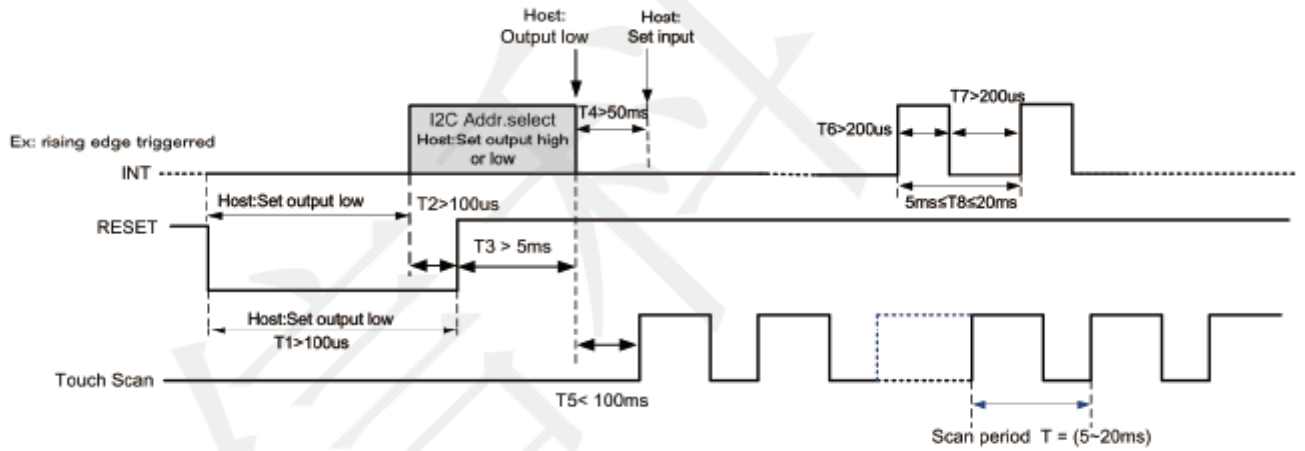 Host:
Output low
Host:
Set input
I2C Addr.select
Host:Set output high
or low
T4>50ms
T7>200us
T6>200us
Ex: rising edge triggerred
INT
Host:Set output low
T2>100us
5ms≤T8≤20ms
RESET
T3 > 5ms
Host:Set output low
T1>100us
Touch Scan
T5< 100ms
Scan period T = (5~20ms)